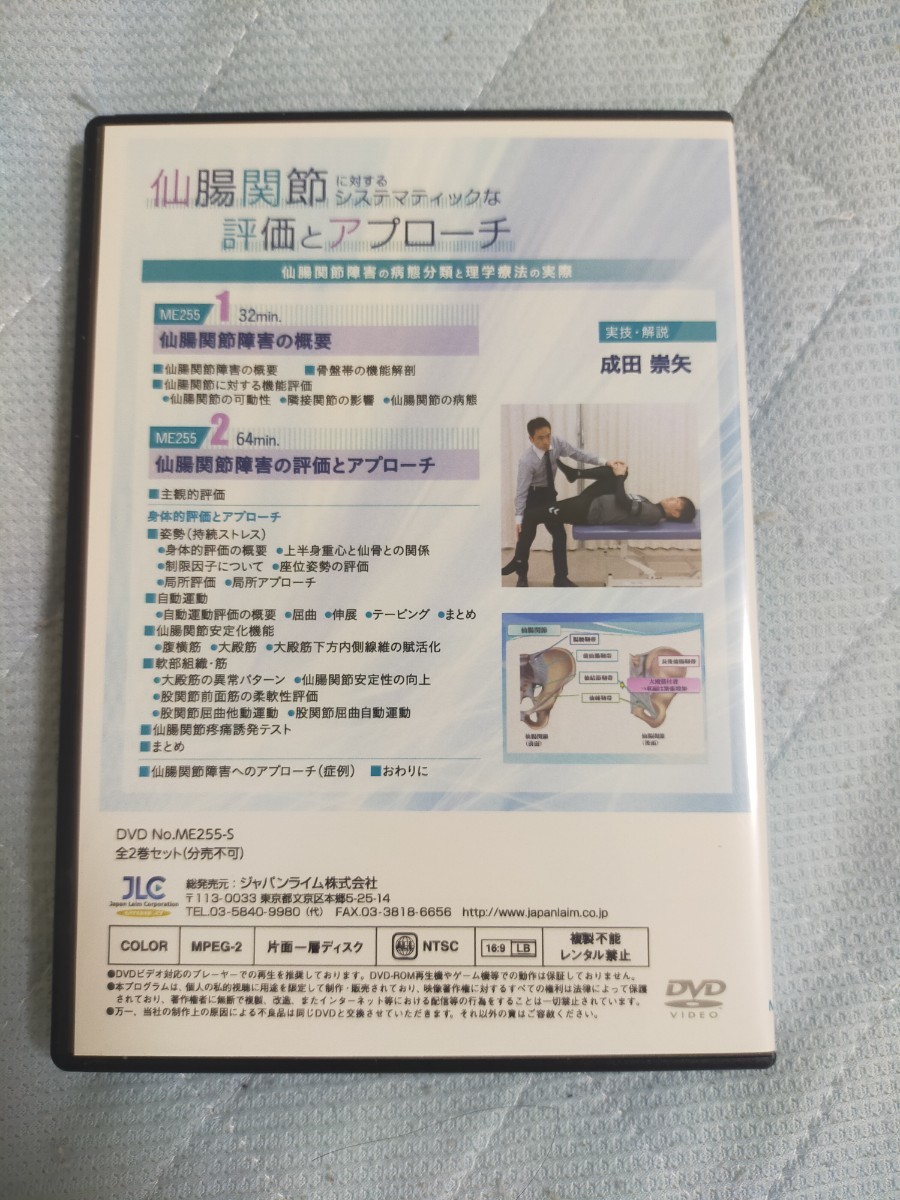 仙腸関節に対するシステマティックな
評価とアプローチ
仙腸関節障害の病態分類と理学療法の実際
ME255 1 32min.
仙腸関節障害の概要
■仙腸関節障害の概要 ■骨盤帯の機能解剖
■仙腸関節に対する機能評価
●仙腸関節の可動性 ●隣接関節の影響 ●仙腸関節の病態
ME255 2 64min.
仙腸関節障害の評価とアプローチ
■主観的評価
身体的評価とアプローチ
■姿勢(持続ストレス)
●身体的評価の概要 ●上半身重心と仙骨との関係
●制限因子について ●座位姿勢の評価
●局所評価 ●局所アプローチ
■自動運動
●自動運動評価の概要 ●屈曲 ●伸展 ●テーピング ●まとめ
■仙腸関節安定化機能
●腹横筋 ●大殿筋 ●大殿筋下方内側線維の賦活化
■軟部組織・筋
●大殿筋の異常パターン ●仙腸関節安定性の向上
●股関節前面筋の柔軟性評価
●股関節屈曲他動運動 ●股関節屈曲自動運動
■仙腸関節疼痛誘発テスト
■まとめ
■仙腸関節障害へのアプローチ(症例) ■おわりに
実技・解説
成田 崇矢
仙腸関節
仙腸関節
(前面)
仙腸関節
(後面)
DVD No.ME255-S
全2巻セット(分売不可)
JLC
Japan Laim Corporation
総発売元:ジャパンライム株式会社
〒113-0033 東京都文京区本郷5-25-14
TEL.03-5840-9980(代) FAX.03-3818-6656 http://www.japanlaim.co.jp
COLOR MPEG-2 片面一層ディスク ALL NTSC 16:9 LB 複製不能
レンタル禁止
●DVDビデオ対応のプレーヤーでの再生を推奨しております。DVD-ROM再生機やゲーム機等での動作は保証しておりません。
●本プログラムは、個人の私的視聴に用途を限定して制作・販売されており、映像著作権に対するすべての権利は法律によって保護
されており、著作権者に無断で複製、改造、またインターネット等における配信等の行為をすることは一切禁止されています。
●万一、当社の制作上の原因による不良品は同じDVDと交換させていただきます。それ以外の責はご容赦ください。
DVD
VIDEO